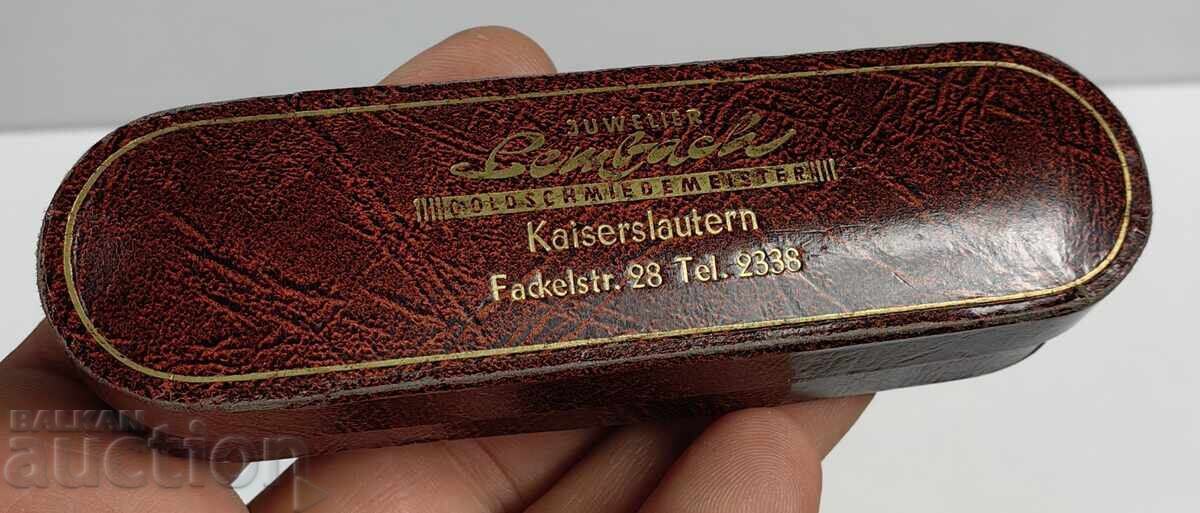 JUWELIER
Lembach
GOLDSCHMIEDEMEISTER
Kaiserslautern
Fackelstr. 28 Tel. 2338
BALKAN
auction